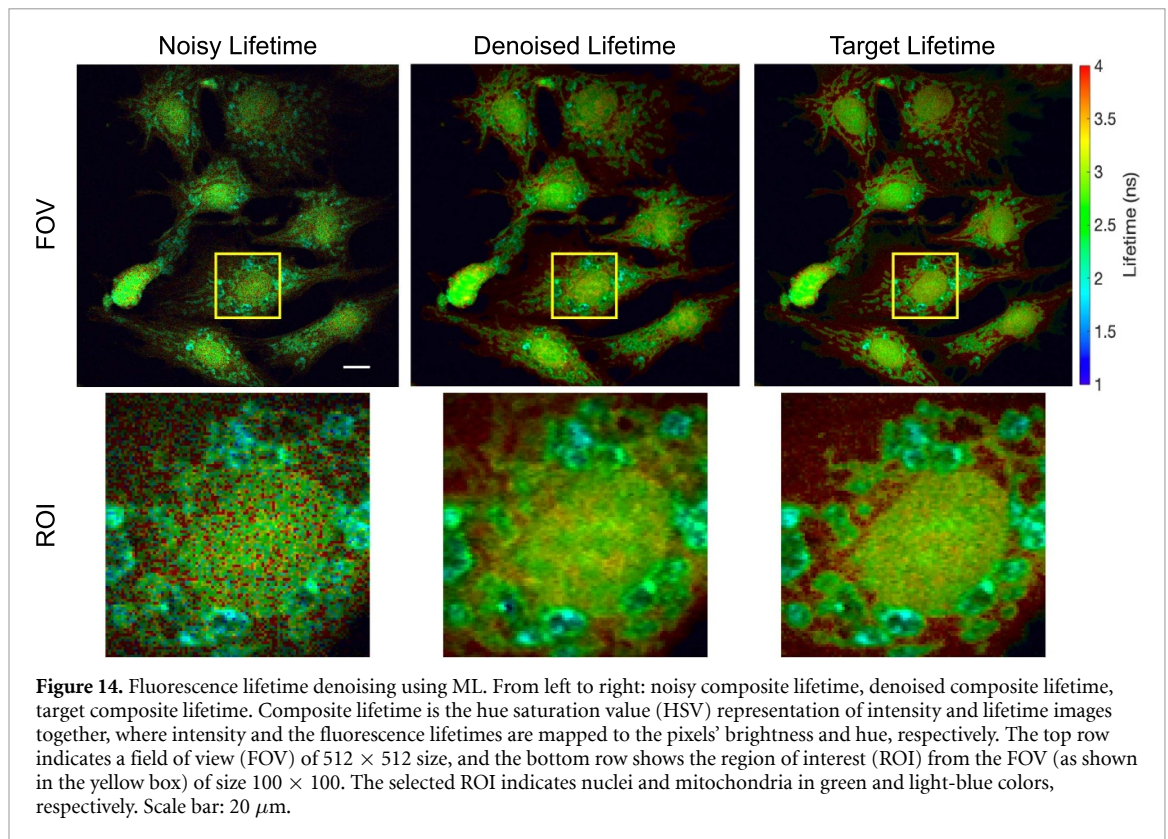 Noisy Lifetime Denoised Lifetime Target Lifetime
FOV
4
3.5
3
2.5
2
1.5
1
Lifetime (ns)
ROI
Figure 14. Fluorescence lifetime denoising using ML. From left to right: noisy composite lifetime, denoised composite lifetime,
target composite lifetime. Composite lifetime is the hue saturation value (HSV) representation of intensity and lifetime images
together, where intensity and the fluorescence lifetimes are mapped to the pixels' brightness and hue, respectively. The top row
indicates a field of view (FOV) of 512 × 512 size, and the bottom row shows the region of interest (ROI) from the FOV (as shown
in the yellow box) of size 100 × 100. The selected ROI indicates nuclei and mitochondria in green and light-blue colors,
respectively. Scale bar: 20 μm.